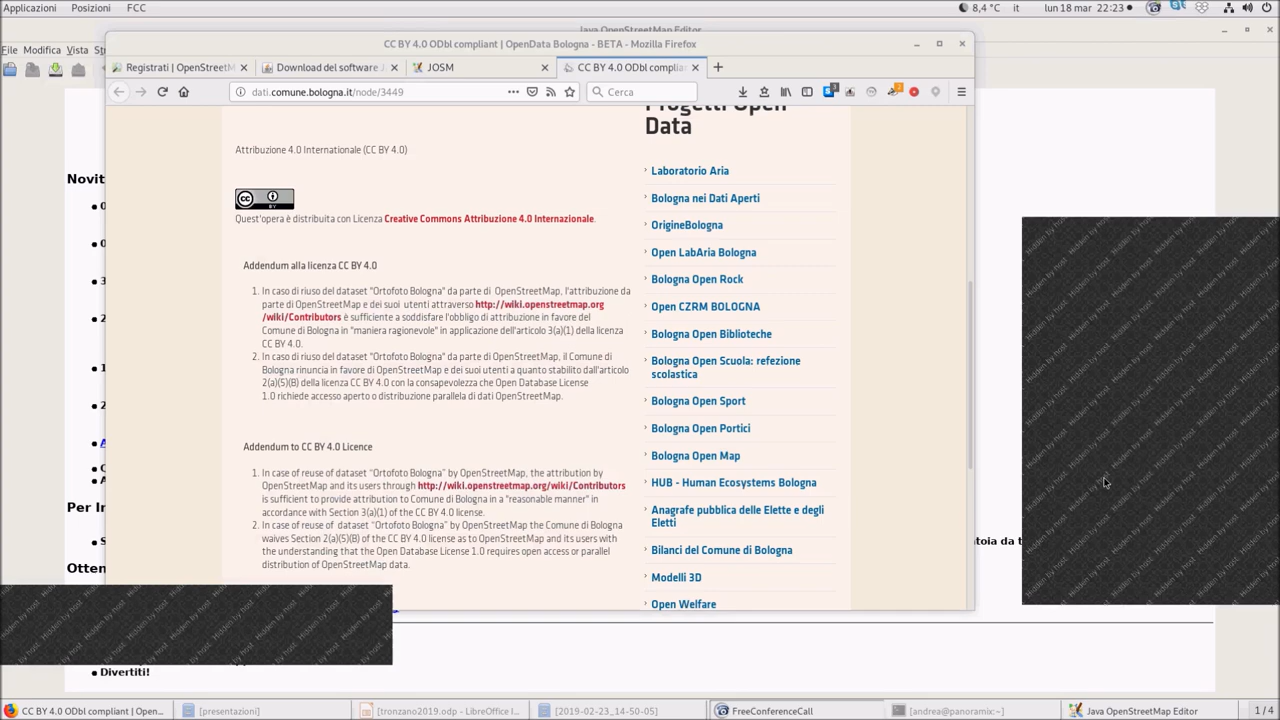 Applicazioni Posizioni FCC 8,4 °C it lun 18 mar 22:23
Java OpenStreetMap Editor
File Modifica Vista
CC BY 4.0 ODbl compliant | OpenData Bologna - BETA - Mozilla Firefox
Registrati | OpenStreetM Download del software J JOSM CC BY 4.0 ODbl complian
dati.comune.bologna.it/node/3449 Cerca
Progetti Open
Data
Attribuzione 4.0 Internationale (CC BY 4.0)
BY
Quest'opera è distribuita con Licenza Creative Commons Attribuzione 4.0 Internazionale.
Addendum alla licenza CC BY 4.0
1. In caso di riuso del dataset "Ortofoto Bologna" da parte di OpenStreetMap, l'attribuzione da
parte di OpenStreetMap e dei suoi utenti attraverso http://wiki.openstreetmap.org
/wiki/Contributors è sufficiente a soddisfare l'obbligo di attribuzione in favore del
Comune di Bologna in "maniera ragionevole" in applicazione dell'articolo 3(a)(1) della licenza
CC BY 4.0.
2. In caso di riuso del dataset "Ortofoto Bologna" da parte di OpenStreetMap, il Comune di
Bologna rinuncia in favore di OpenStreetMap e dei suoi utenti a quanto stabilito dall'articolo
2(a)(5)(B) della licenza CC BY 4.0 con la consapevolezza che Open Database License
1.0 richiede accesso aperto o distribuzione parallela di dati OpenStreetMap.
Addendum to CC BY 4.0 Licence
1. In case of reuse of dataset "Ortofoto Bologna" by OpenStreetMap, the attribution by
OpenStreetMap and its users through http://wiki.openstreetmap.org/wiki/Contributors
is sufficient to provide attribution to Comune di Bologna in a "reasonable manner" in
accordance with Section 3(a)(1) of the CC BY 4.0 license.
2. In case of reuse of dataset "Ortofoto Bologna" by OpenStreetMap the Comune di Bologna
waives Section 2(a)(5)(B) of the CC BY 4.0 license as to OpenStreetMap and its users with
the understanding that the Open Database License 1.0 requires open access or parallel
distribution of OpenStreetMap data.
Laboratorio Aria
Bologna nei Dati Aperti
OrigineBologna
Open LabAria Bologna
Bologna Open Rock
Open CZRM BOLOGNA
Bologna Open Biblioteche
Bologna Open Scuola: refezione
scolastica
Bologna Open Sport
Bologna Open Portici
Bologna Open Map
HUB - Human Ecosystems Bologna
Anagrafe pubblica delle Elette e degli
Eletti
Bilanci del Comune di Bologna
Modelli 3D
Open Welfare
Novit
Per In
Otten
atoia da t
Hidden by host
Divertiti!
CC BY 4.0 ODbl compliant | Open... [presentazioni] [tronzano2019.odp - LibreOffice I... [2019-02-23_14-50-05] FreeConferenceCall [andrea@panoramix:~] Java OpenStreetMap Editor 1 / 4